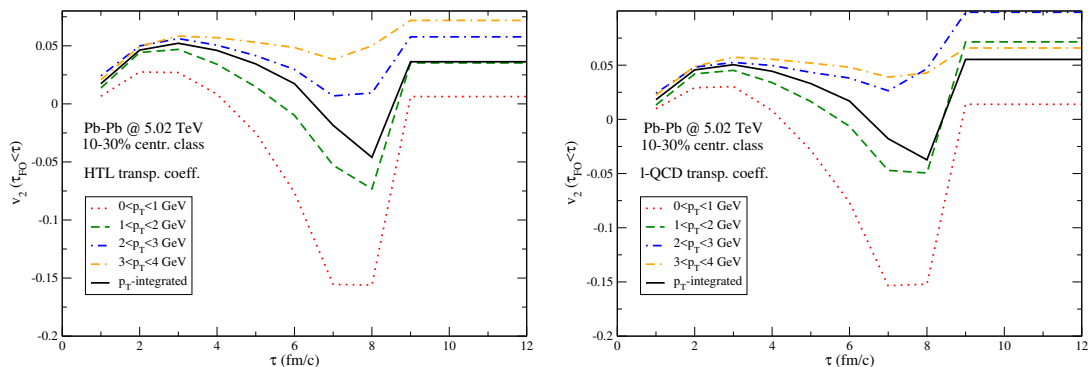 0.05
0
-0.05
-0.1
-0.15
-0.2
v2 (τFO<τ)
Pb-Pb @ 5.02 TeV
10-30% centr. class
HTL transp. coeff.
0<pT<1 GeV
1<pT<2 GeV
2<pT<3 GeV
3<pT<4 GeV
pT-integrated
0 2 4 6 8 10 12
τ (fm/c)
0.05
0
-0.05
-0.1
-0.15
-0.2
v2 (τFO<τ)
Pb-Pb @ 5.02 TeV
10-30% centr. class
l-QCD transp. coeff.
0<pT<1 GeV
1<pT<2 GeV
2<pT<3 GeV
3<pT<4 GeV
pT-integrated
0 2 4 6 8 10 12
τ (fm/c)